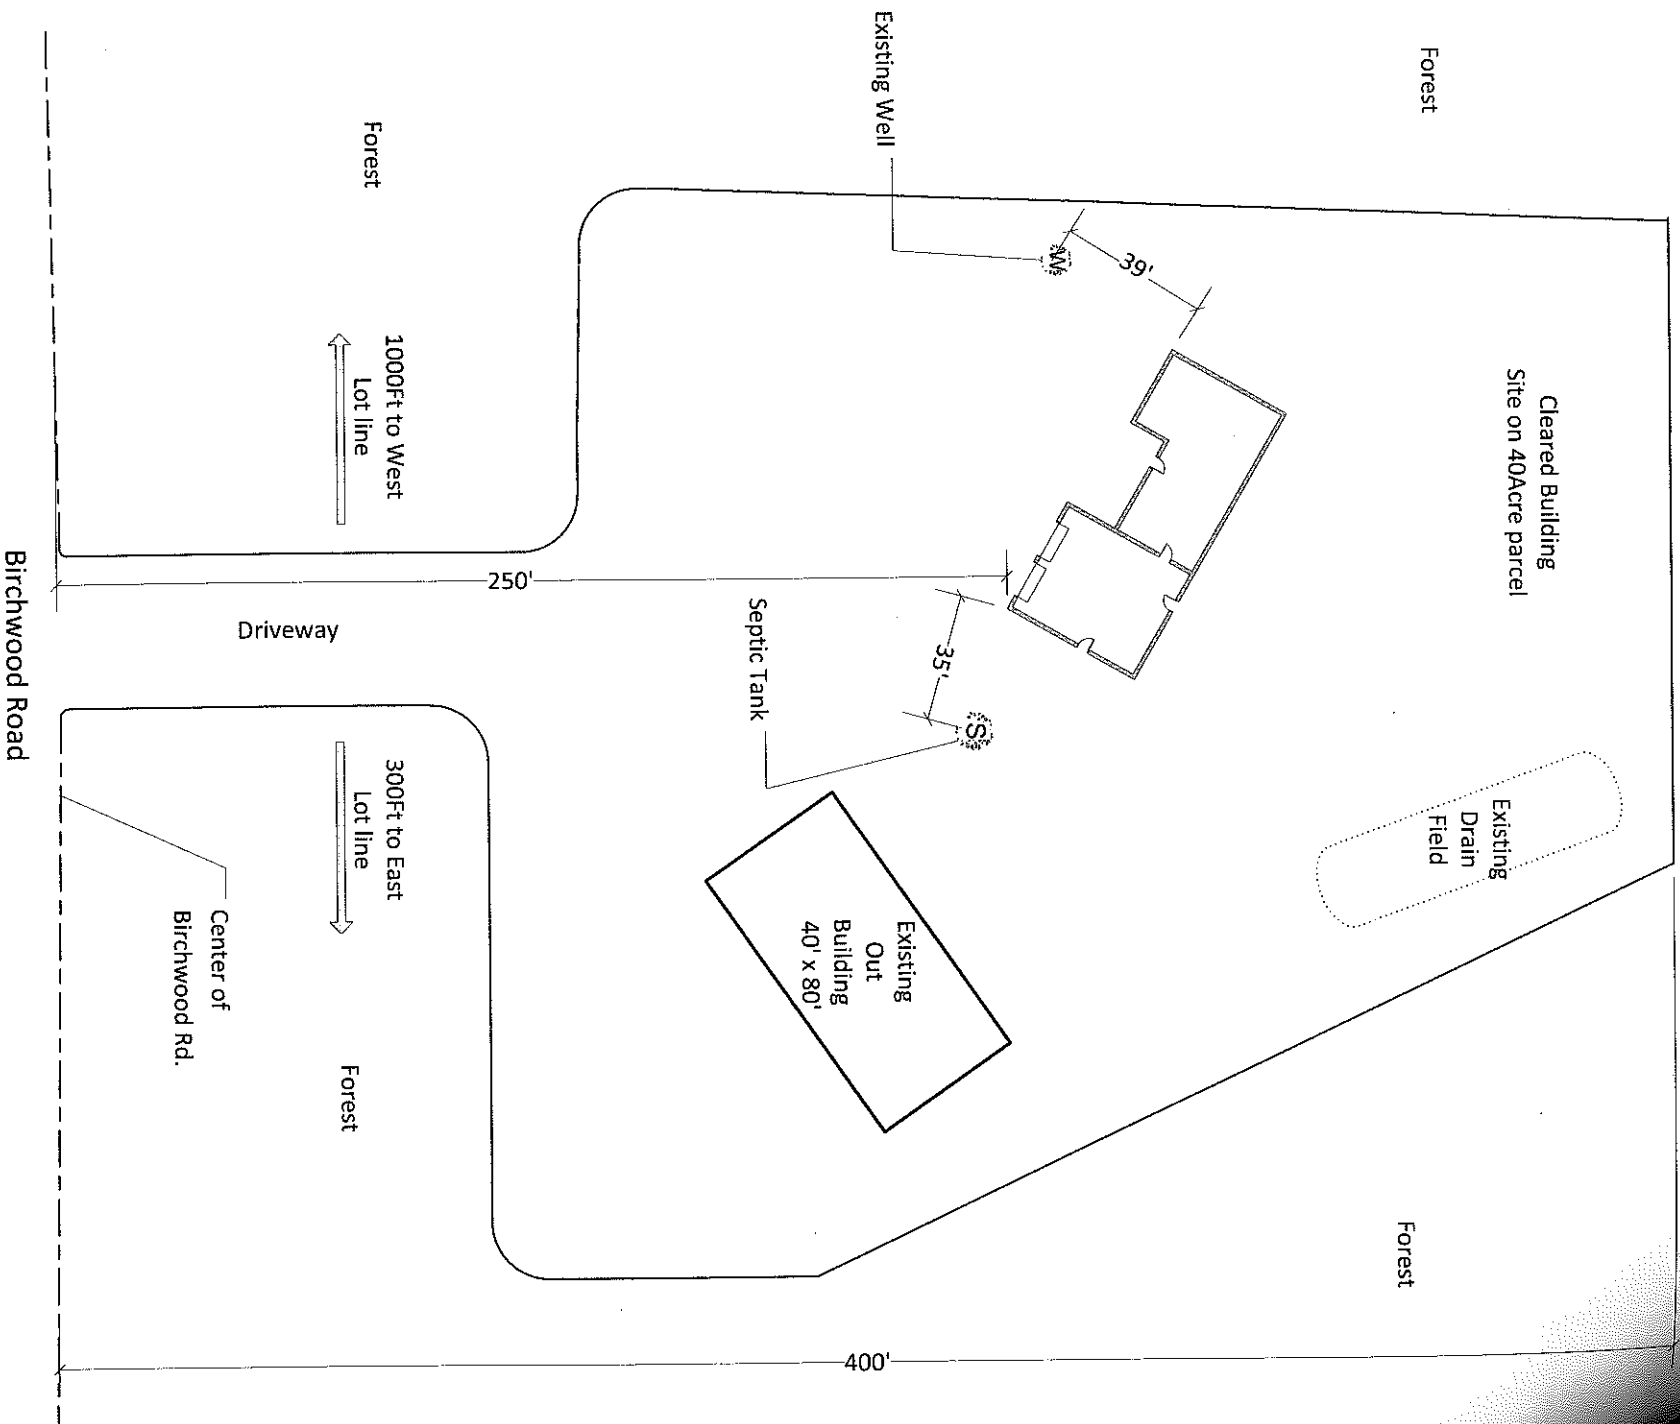 Forest
Forest
Cleared Building
Site on 40Acre parcel
Existing
Drain
Field
39'
W
Existing Well
35'
S
Septic Tank
Existing
Out
Building
40' x 80'
250'
400'
1000Ft to West
Lot line
300Ft to East
Lot line
Forest
Forest
Driveway
Center of
Birchwood Rd.
Birchwood Road